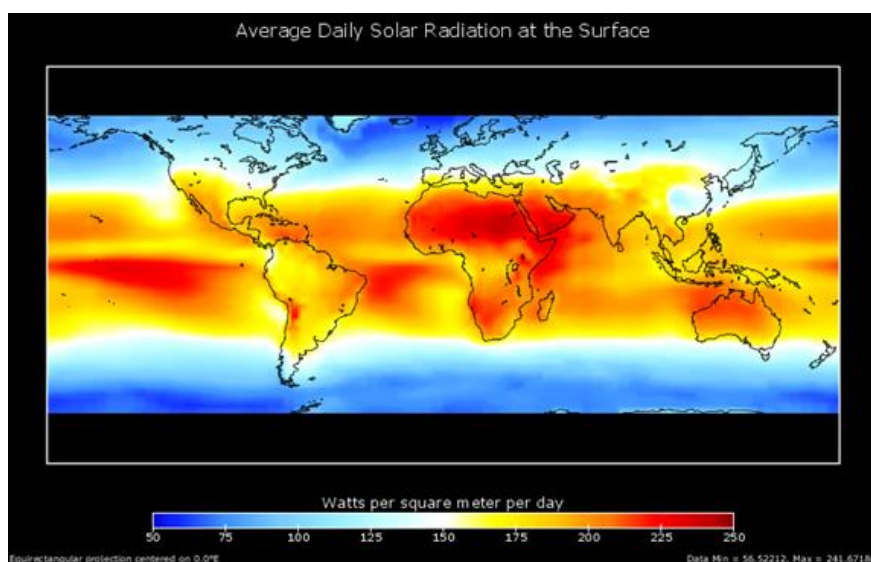 Average Daily Solar Radiation at the Surface
Watts per square meter per day
50 75 100 125 150 175 200 225 250
Equirectangular projection centered on 0.0°E
Data Min = 56.52212, Max = 241.6718